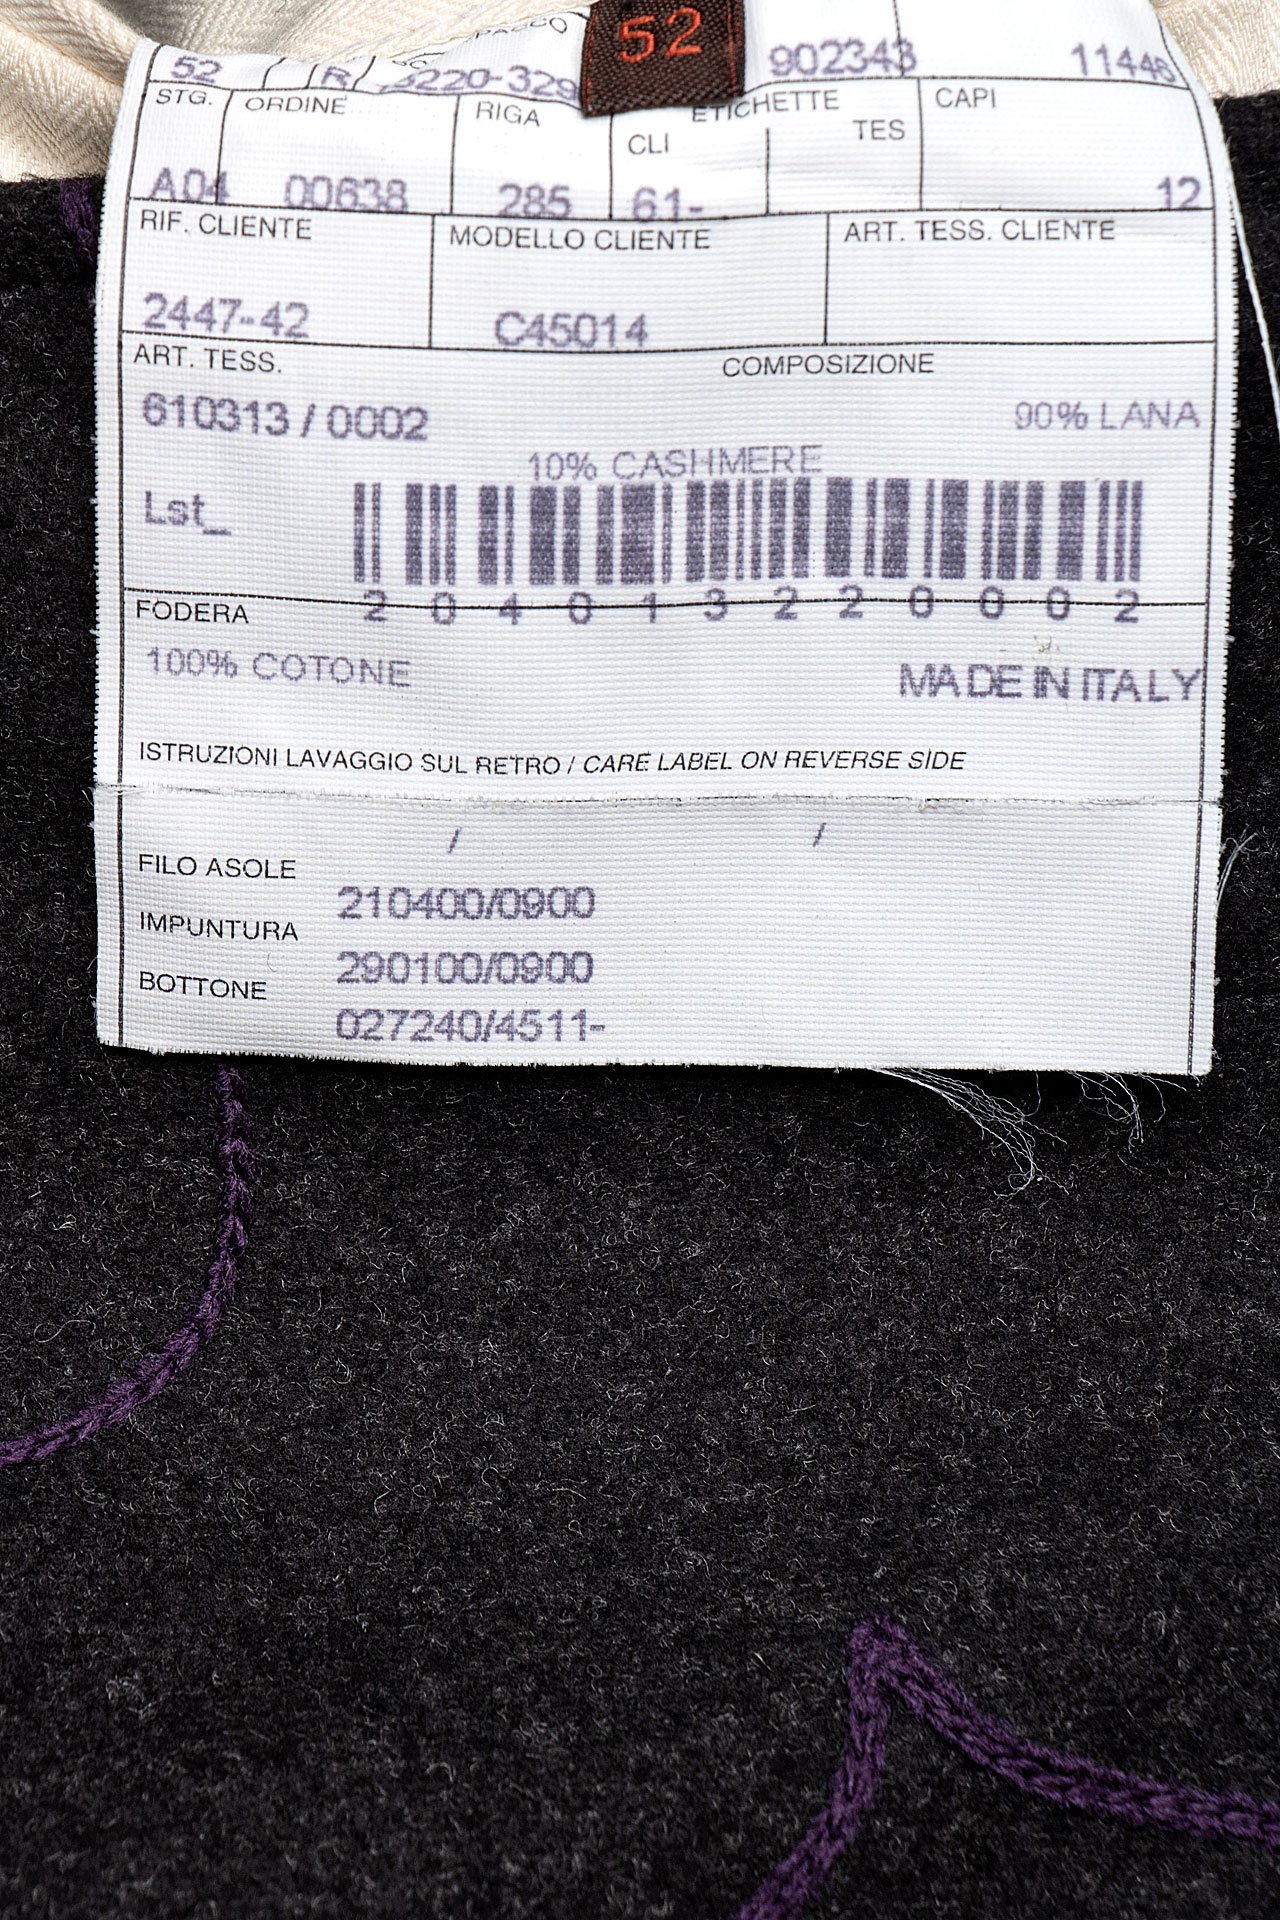 52
52 R 5220-329 902343 11446
STG. ORDINE RIGA ETICHETTE CAPI
CLI TES
A04 00638 285 61- 12
RIF. CLIENTE MODELLO CLIENTE ART. TESS. CLIENTE
2447-42 C45014
ART. TESS. COMPOSIZIONE
610313 / 0002 90% LANA
10% CASHMERE
Lst_
2 0 4 0 1 3 2 2 0 0 0 2
FODERA
100% COTONE MADE IN ITALY
ISTRUZIONI LAVAGGIO SUL RETRO / CARE LABEL ON REVERSE SIDE
/ /
FILO ASOLE
210400/0900
IMPUNTURA
290100/0900
BOTTONE
027240/4511-